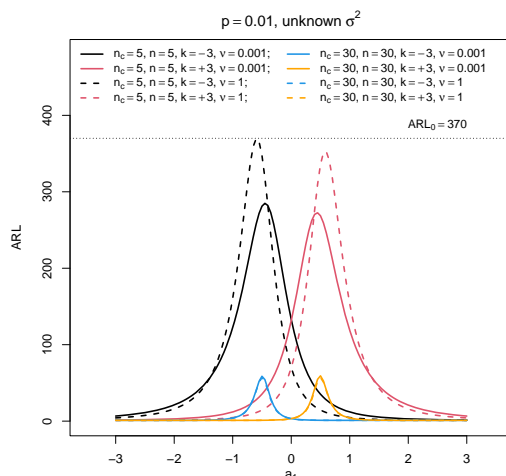 p = 0.01, unknown σ²
n_c = 5, n = 5, k = −3, ν = 0.001;
n_c = 5, n = 5, k = +3, ν = 0.001;
n_c = 5, n = 5, k = −3, ν = 1;
n_c = 5, n = 5, k = +3, ν = 1;
n_c = 30, n = 30, k = −3, ν = 0.001
n_c = 30, n = 30, k = +3, ν = 0.001
n_c = 30, n = 30, k = −3, ν = 1
n_c = 30, n = 30, k = +3, ν = 1
ARL₀ = 370
ARL
400
300
200
100
0
−3 −2 −1 0 1 2 3